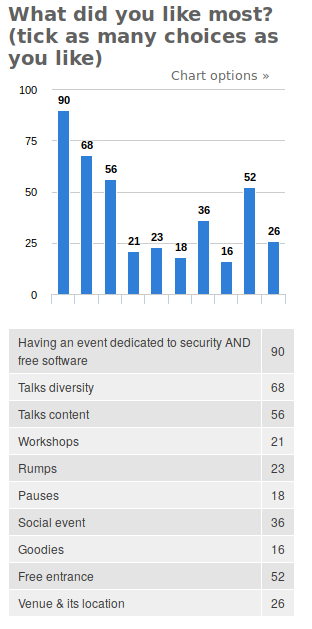 What did you like most?
(tick as many choices as
you like)
Chart options »
100
90
75
68
56
50
52
36
25
21
23
18
16
26
0
Having an event dedicated to security AND
free software
90
Talks diversity 68
Talks content 56
Workshops 21
Rumps 23
Pauses 18
Social event 36
Goodies 16
Free entrance 52
Venue & its location 26